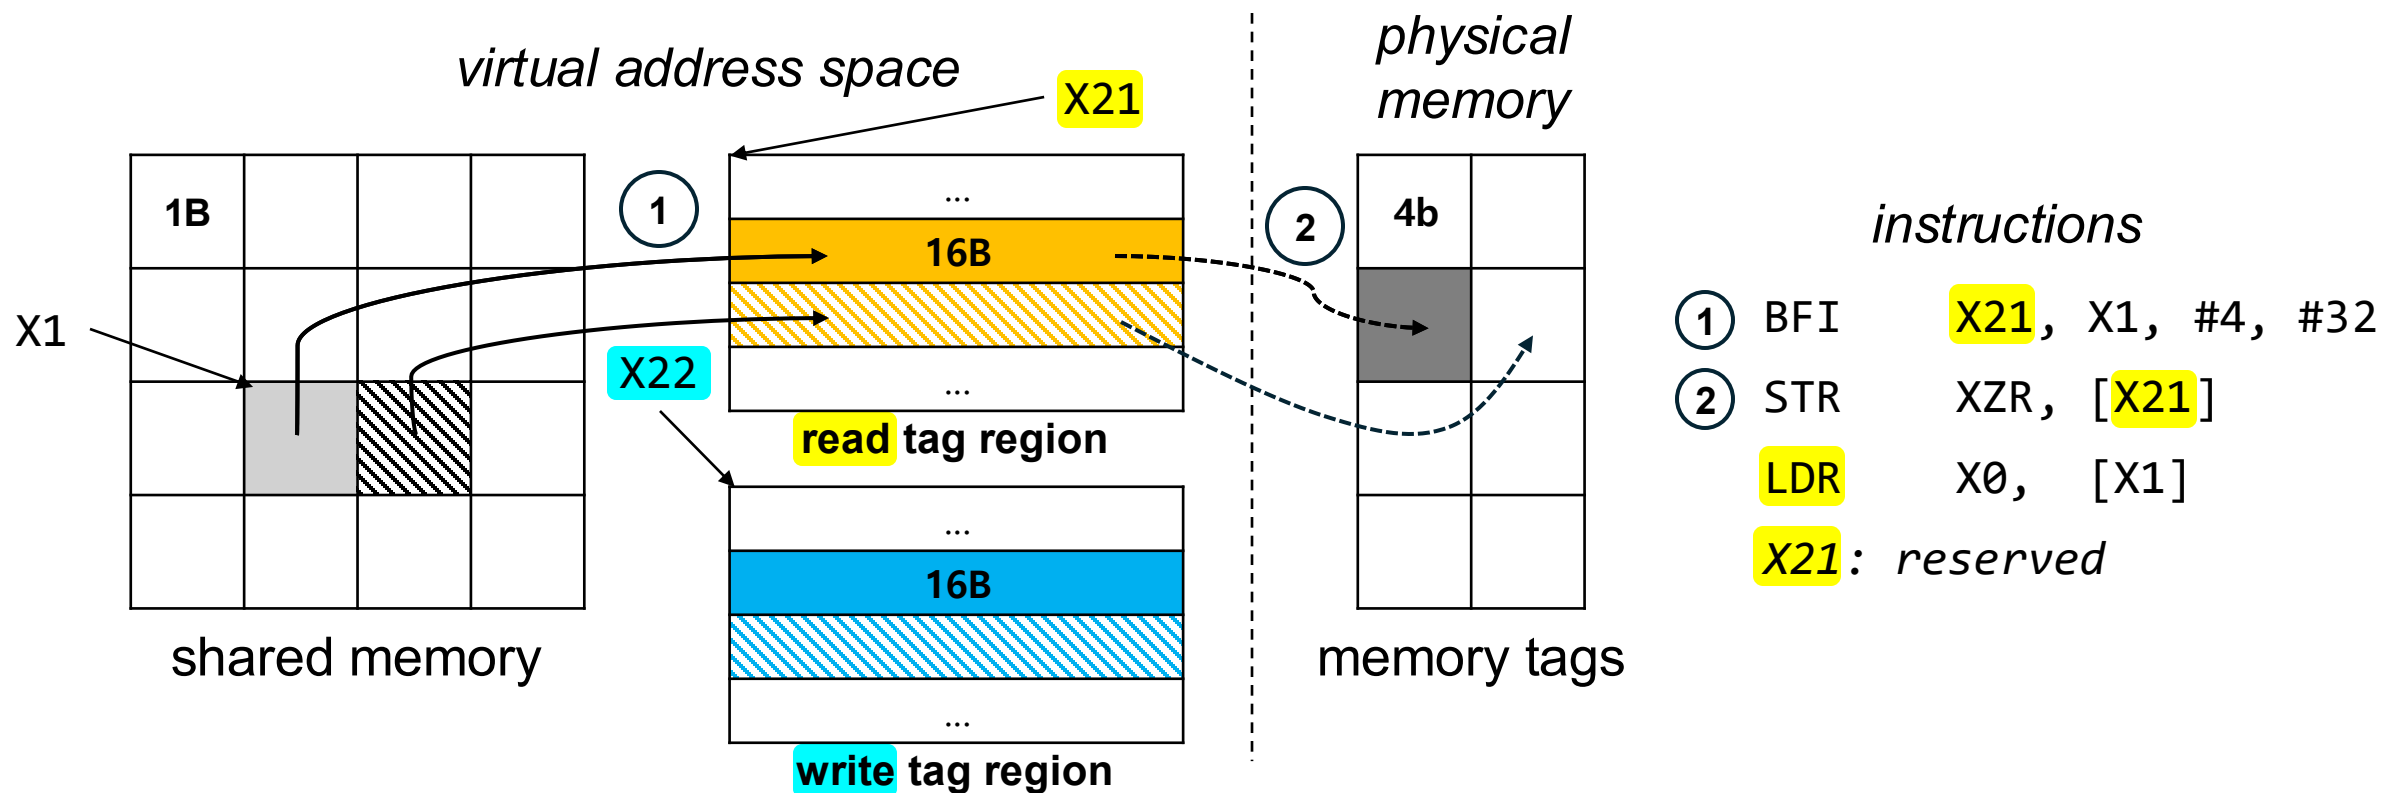 virtual address space
physical
memory
X21
1B
1
...
16B
...
read tag region
X1
X22
...
16B
...
write tag region
shared memory
2
4b
memory tags
instructions
1 BFI X21, X1, #4, #32
2 STR XZR, [X21]
LDR X0, [X1]
X21: reserved